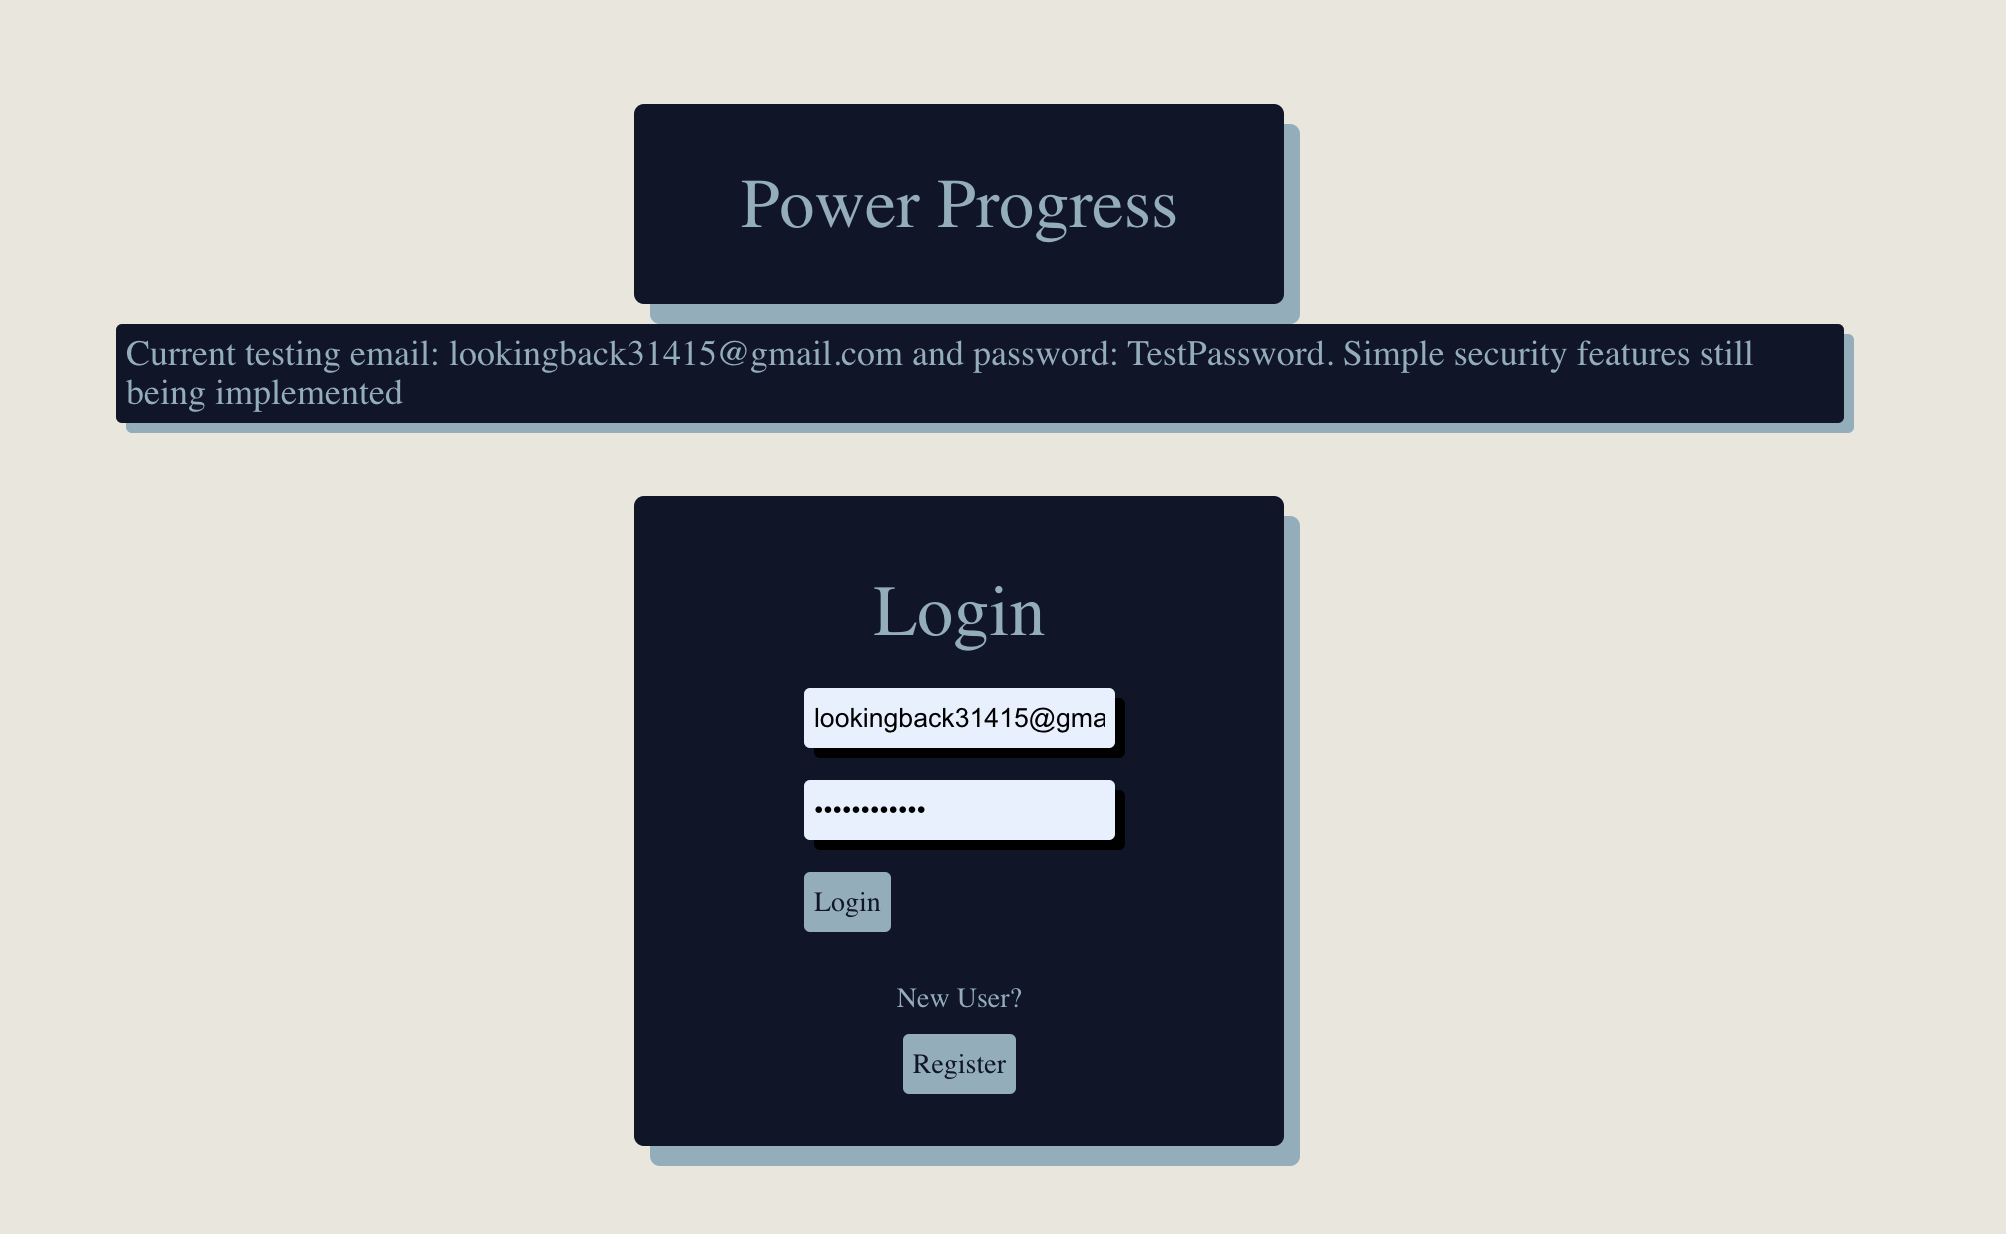 Power Progress
Current testing email: lookingback31415@gmail.com and password: TestPassword. Simple security features still
being implemented
Login
lookingback31415@gma
••••••••••••
Login
New User?
Register